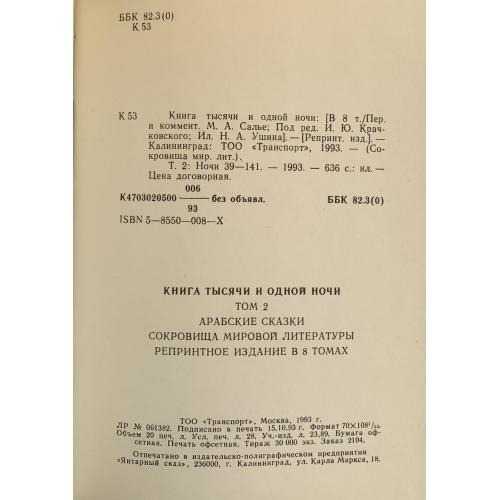 ББК 82.3(0)
К 53
К 53 Книга тысячи и одной ночи: [В 8 т./Пер.
и коммент. М. А. Салье; Под ред. И. Ю. Крач-
ковского; Ил. Н. А. Ушина]. — [Репринт. изд.]. —
Калининград: ТОО «Транспорт», 1993. — (Со-
кровища мир. лит.).
Т. 2: Ночи 39—141. — 1993. — 636 с.: ил.—
Цена договорная.
006
К4703020500 ——— без объявл. ББК 82.3(0)
93
ISBN 5—8550—008—X
КНИГА ТЫСЯЧИ И ОДНОЙ НОЧИ
ТОМ 2
АРАБСКИЕ СКАЗКИ
СОКРОВИЩА МИРОВОЙ ЛИТЕРАТУРЫ
РЕПРИНТНОЕ ИЗДАНИЕ В 8 ТОМАХ
ТОО «Транспорт», Москва, 1993 г.
ЛР № 061382. Подписано в печать 15.10.93 г. Формат 70×108¹/₃₂.
Объем 20 печ. л. Усл. печ. л. 28. Уч.-изд. л. 23,89. Бумага оф-
сетная. Печать офсетная. Тираж 30 000 экз. Заказ 2104.
Отпечатано в издательско-полиграфическом предприятии
«Янтарный сказ», 236000, г. Калининград, ул. Карла Маркса, 18.